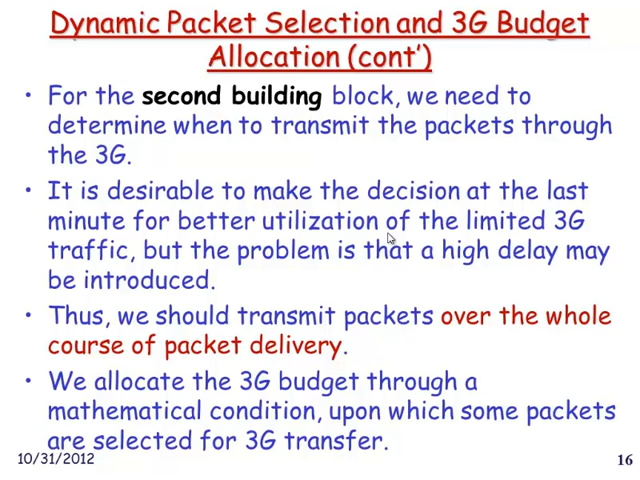 Dynamic Packet Selection and 3G Budget
Allocation (cont')
• For the second building block, we need to
determine when to transmit the packets through
the 3G.
• It is desirable to make the decision at the last
minute for better utilization of the limited 3G
traffic, but the problem is that a high delay may
be introduced.
• Thus, we should transmit packets over the whole
course of packet delivery.
• We allocate the 3G budget through a
mathematical condition, upon which some packets
are selected for 3G transfer.
10/31/2012
16